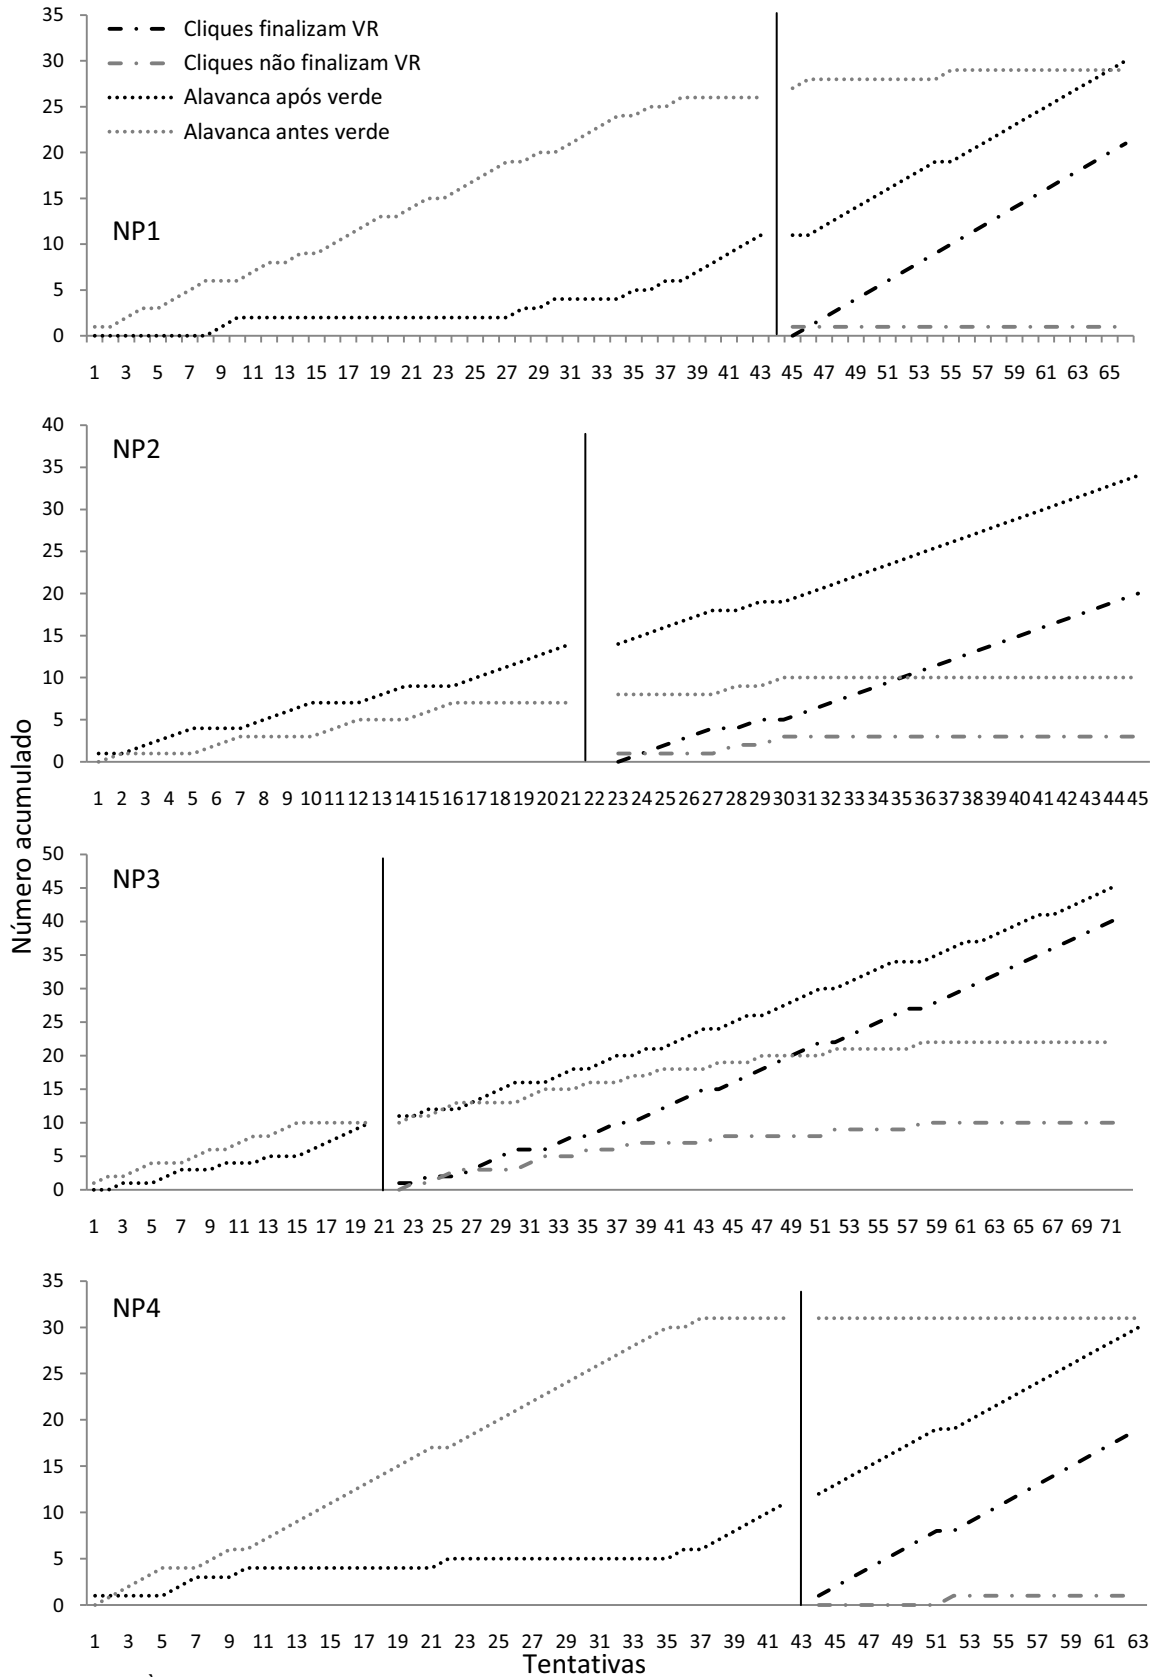 35
30
25
20
15
10
5
0
Cliques finalizam VR
Cliques não finalizam VR
Alavanca após verde
Alavanca antes verde
NP1
1 3 5 7 9 11 13 15 17 19 21 23 25 27 29 31 33 35 37 39 41 43 45 47 49 51 53 55 57 59 61 63 65
40
35
30
25
20
15
10
5
0
NP2
1 2 3 4 5 6 7 8 9 10 11 12 13 14 15 16 17 19 20 21 22 23 24 25 26 27 28 29 30 31 32 33 34 35 36 37 38 39 40 41 42 43 44 45
Número acumulado
50
45
40
35
30
25
20
15
10
5
0
NP3
1 3 5 7 9 11 13 15 17 19 21 23 25 27 29 31 33 35 37 39 41 43 45 47 49 51 53 55 57 59 61 63 65 67 69 71
35
30
25
20
15
10
5
0
NP4
1 3 5 7 9 11 13 15 17 19 21 23 25 27 29 31 33 35 37 39 41 43 45 47 49 51 53 55 57 59 61 63
Tentativas